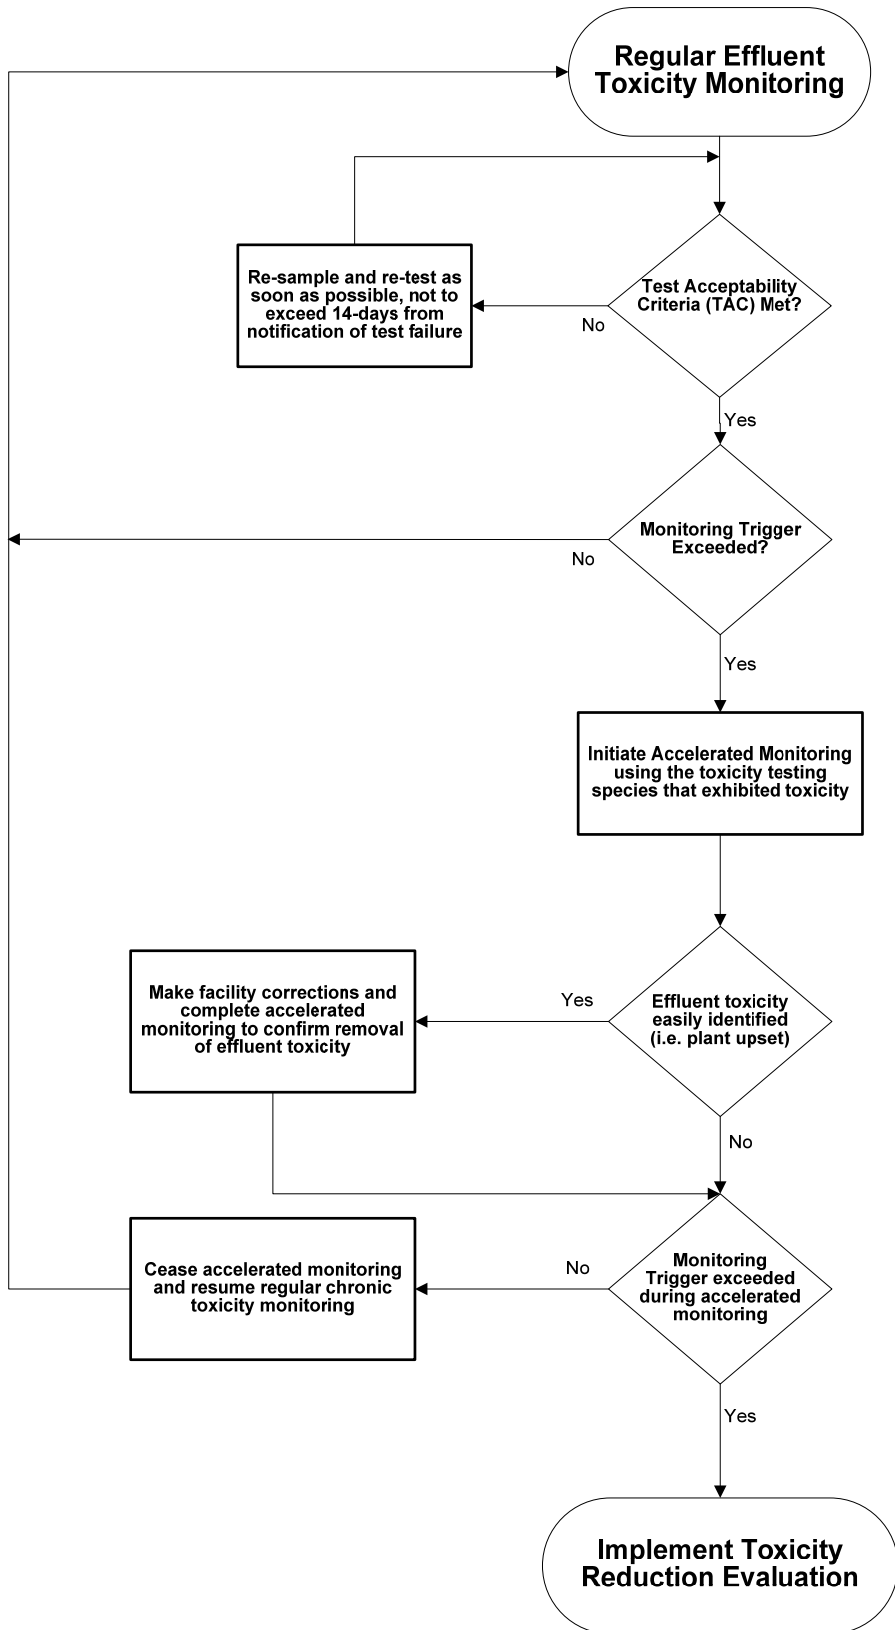 Regular Effluent
Toxicity Monitoring
Re-sample and re-test as
soon as possible, not to
exceed 14-days from
notification of test failure
Test Acceptability
Criteria (TAC) Met?
No
Yes
Monitoring Trigger
Exceeded?
No
Yes
Initiate Accelerated Monitoring
using the toxicity testing
species that exhibited toxicity
Make facility corrections and
complete accelerated
monitoring to confirm removal
of effluent toxicity
Yes
Effluent toxicity
easily identified
(i.e. plant upset)
No
Cease accelerated monitoring
and resume regular chronic
toxicity monitoring
No
Monitoring
Trigger exceeded
during accelerated
monitoring
Yes
Implement Toxicity
Reduction Evaluation